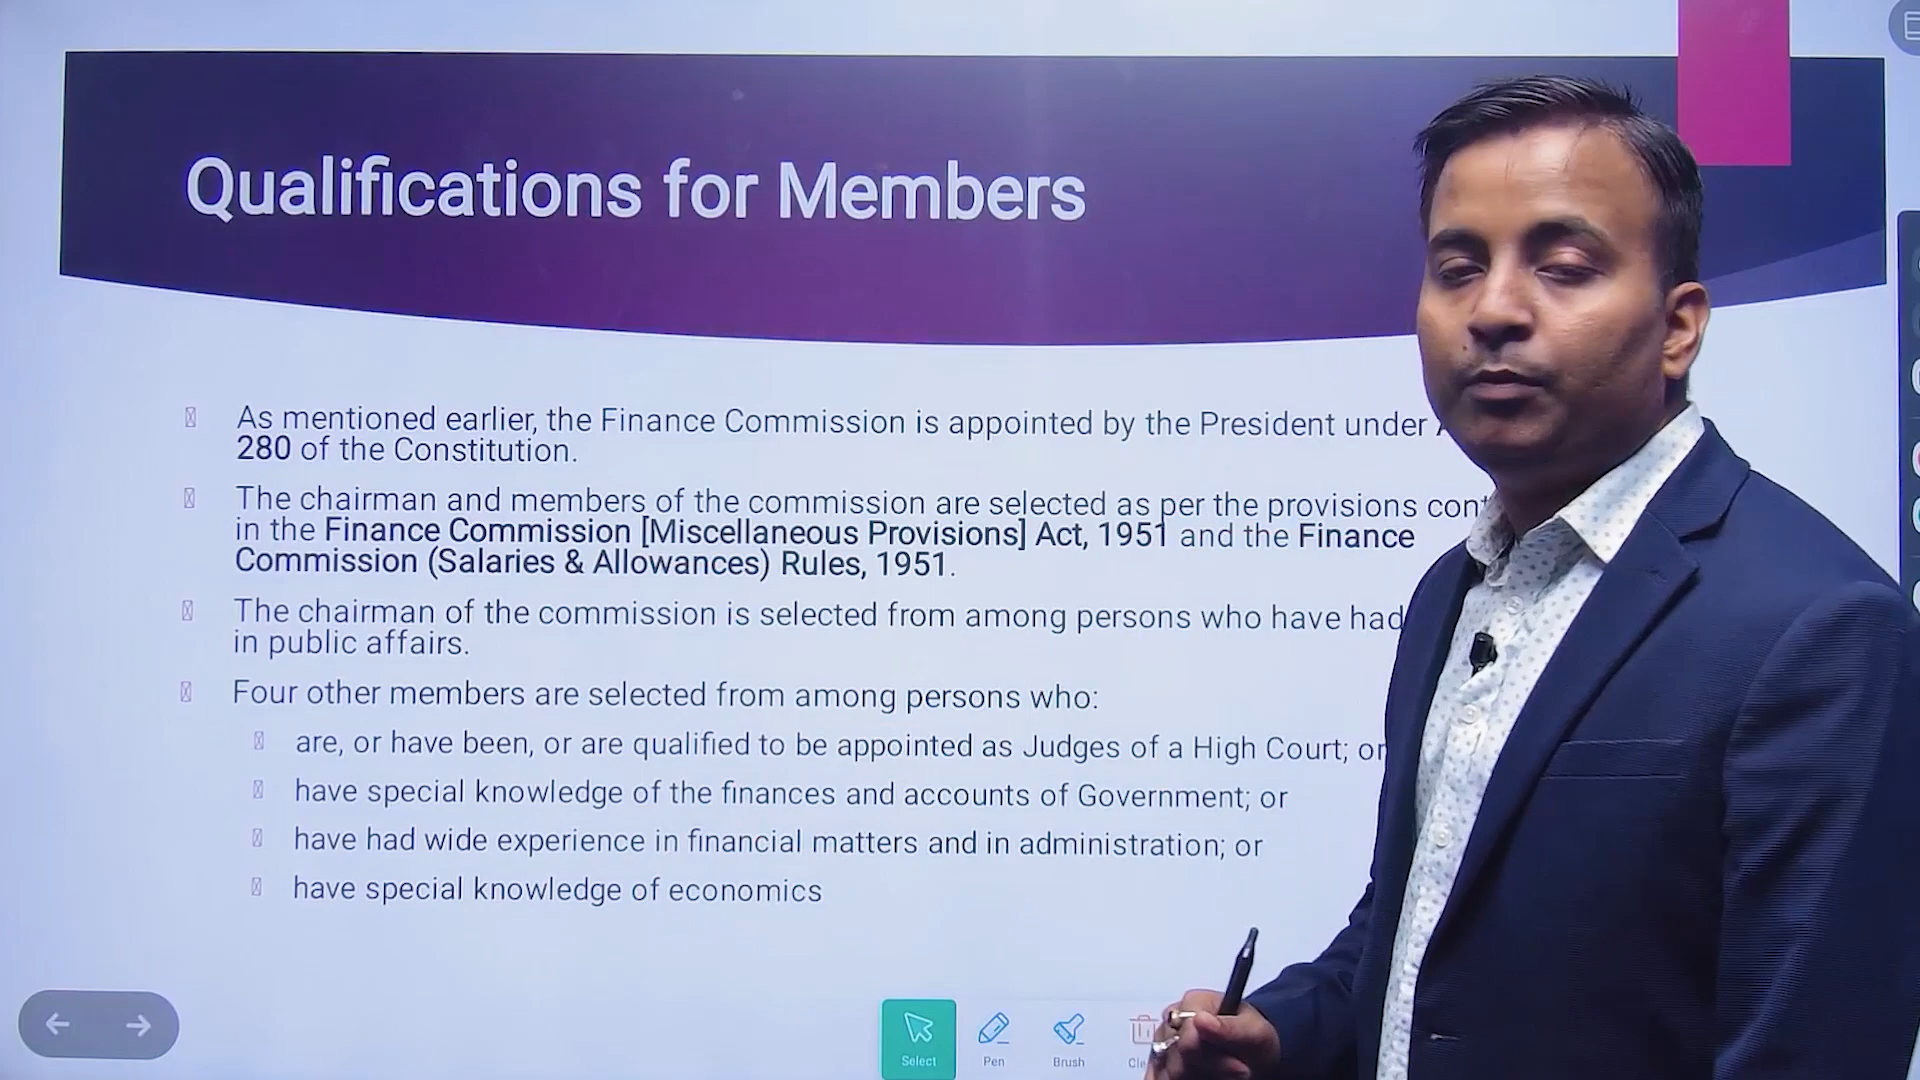 Qualifications for Members
As mentioned earlier, the Finance Commission is appointed by the President under
280 of the Constitution.
The chairman and members of the commission are selected as per the provisions
in the Finance Commission [Miscellaneous Provisions] Act, 1951 and the Finance
Commission (Salaries & Allowances) Rules, 1951.
The chairman of the commission is selected from among persons who have had
in public affairs.
Four other members are selected from among persons who:
are, or have been, or are qualified to be appointed as Judges of a High Court; or
have special knowledge of the finances and accounts of Government; or
have had wide experience in financial matters and in administration; or
have special knowledge of economics
Select Pen Brush